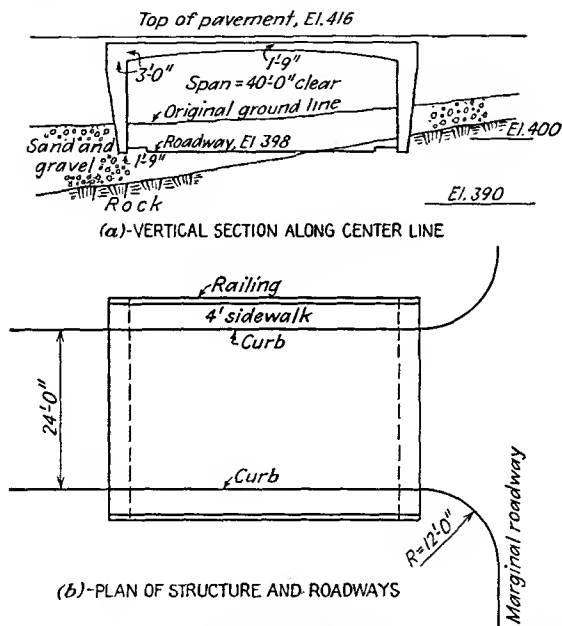 Top of pavement, El. 416
3'-0"
1'-9"
Span = 40'-0" clear
Original ground line
Sand and
gravel
Roadway, El 398
1'-9"
El. 400
Rock
El. 390
(a)-VERTICAL SECTION ALONG CENTER LINE
Railing
4' sidewalk
Curb
24'-0"
Curb
R=12'-0"
Marginal roadway
(b)-PLAN OF STRUCTURE AND ROADWAYS